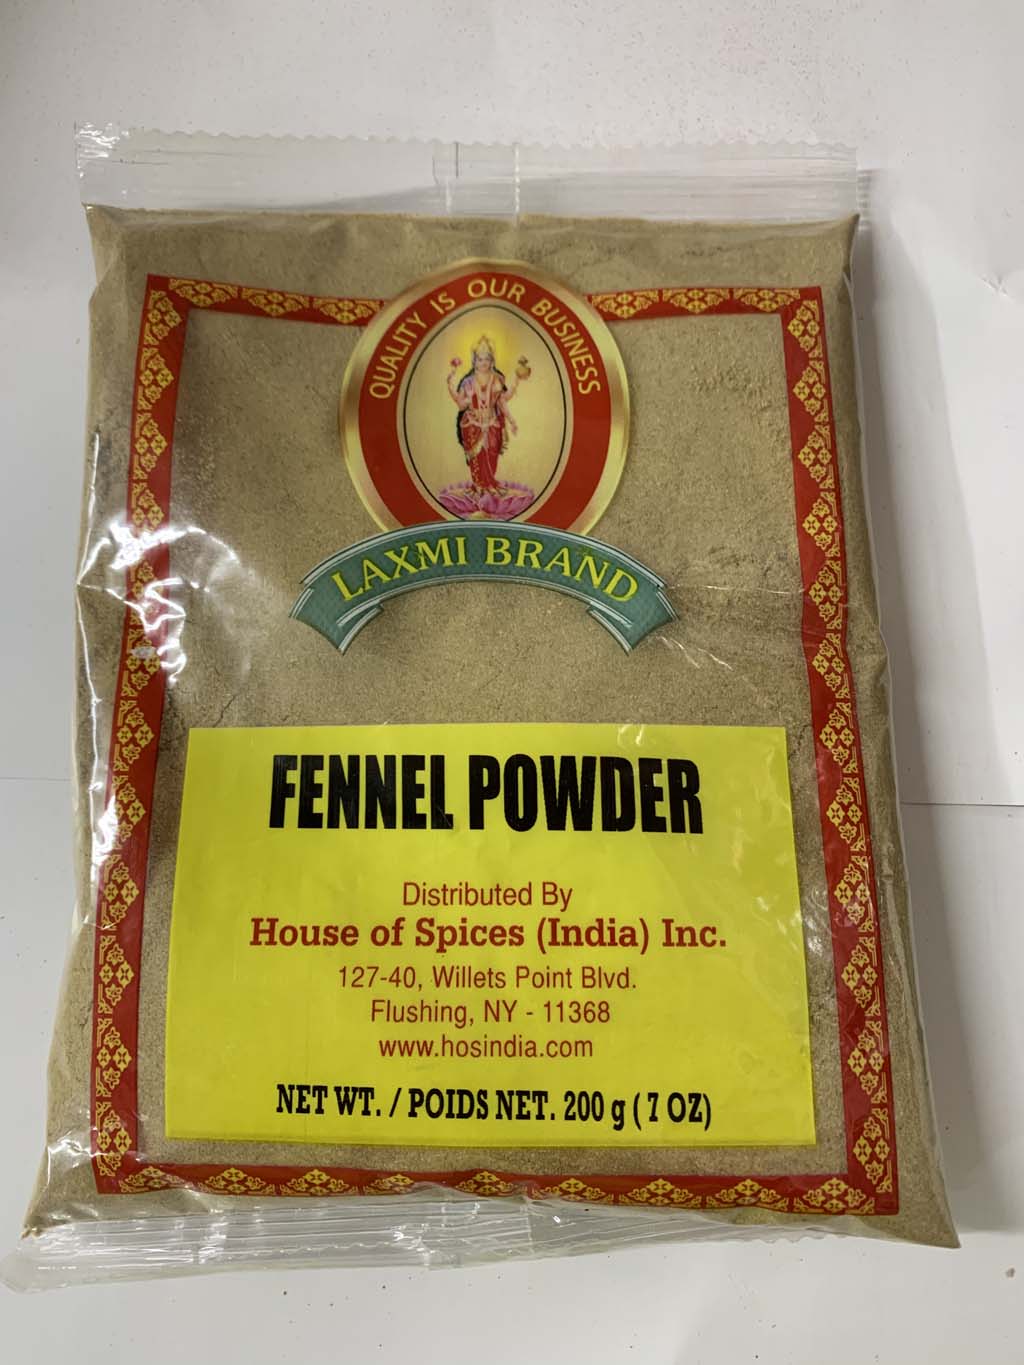 QUALITY IS OUR BUSINESS
LAXMI BRAND
FENNEL POWDER
Distributed By
House of Spices (India) Inc.
127-40, Willets Point Blvd.
Flushing, NY - 11368
www.hosindia.com
NET WT. / POIDS NET. 200 g ( 7 OZ)